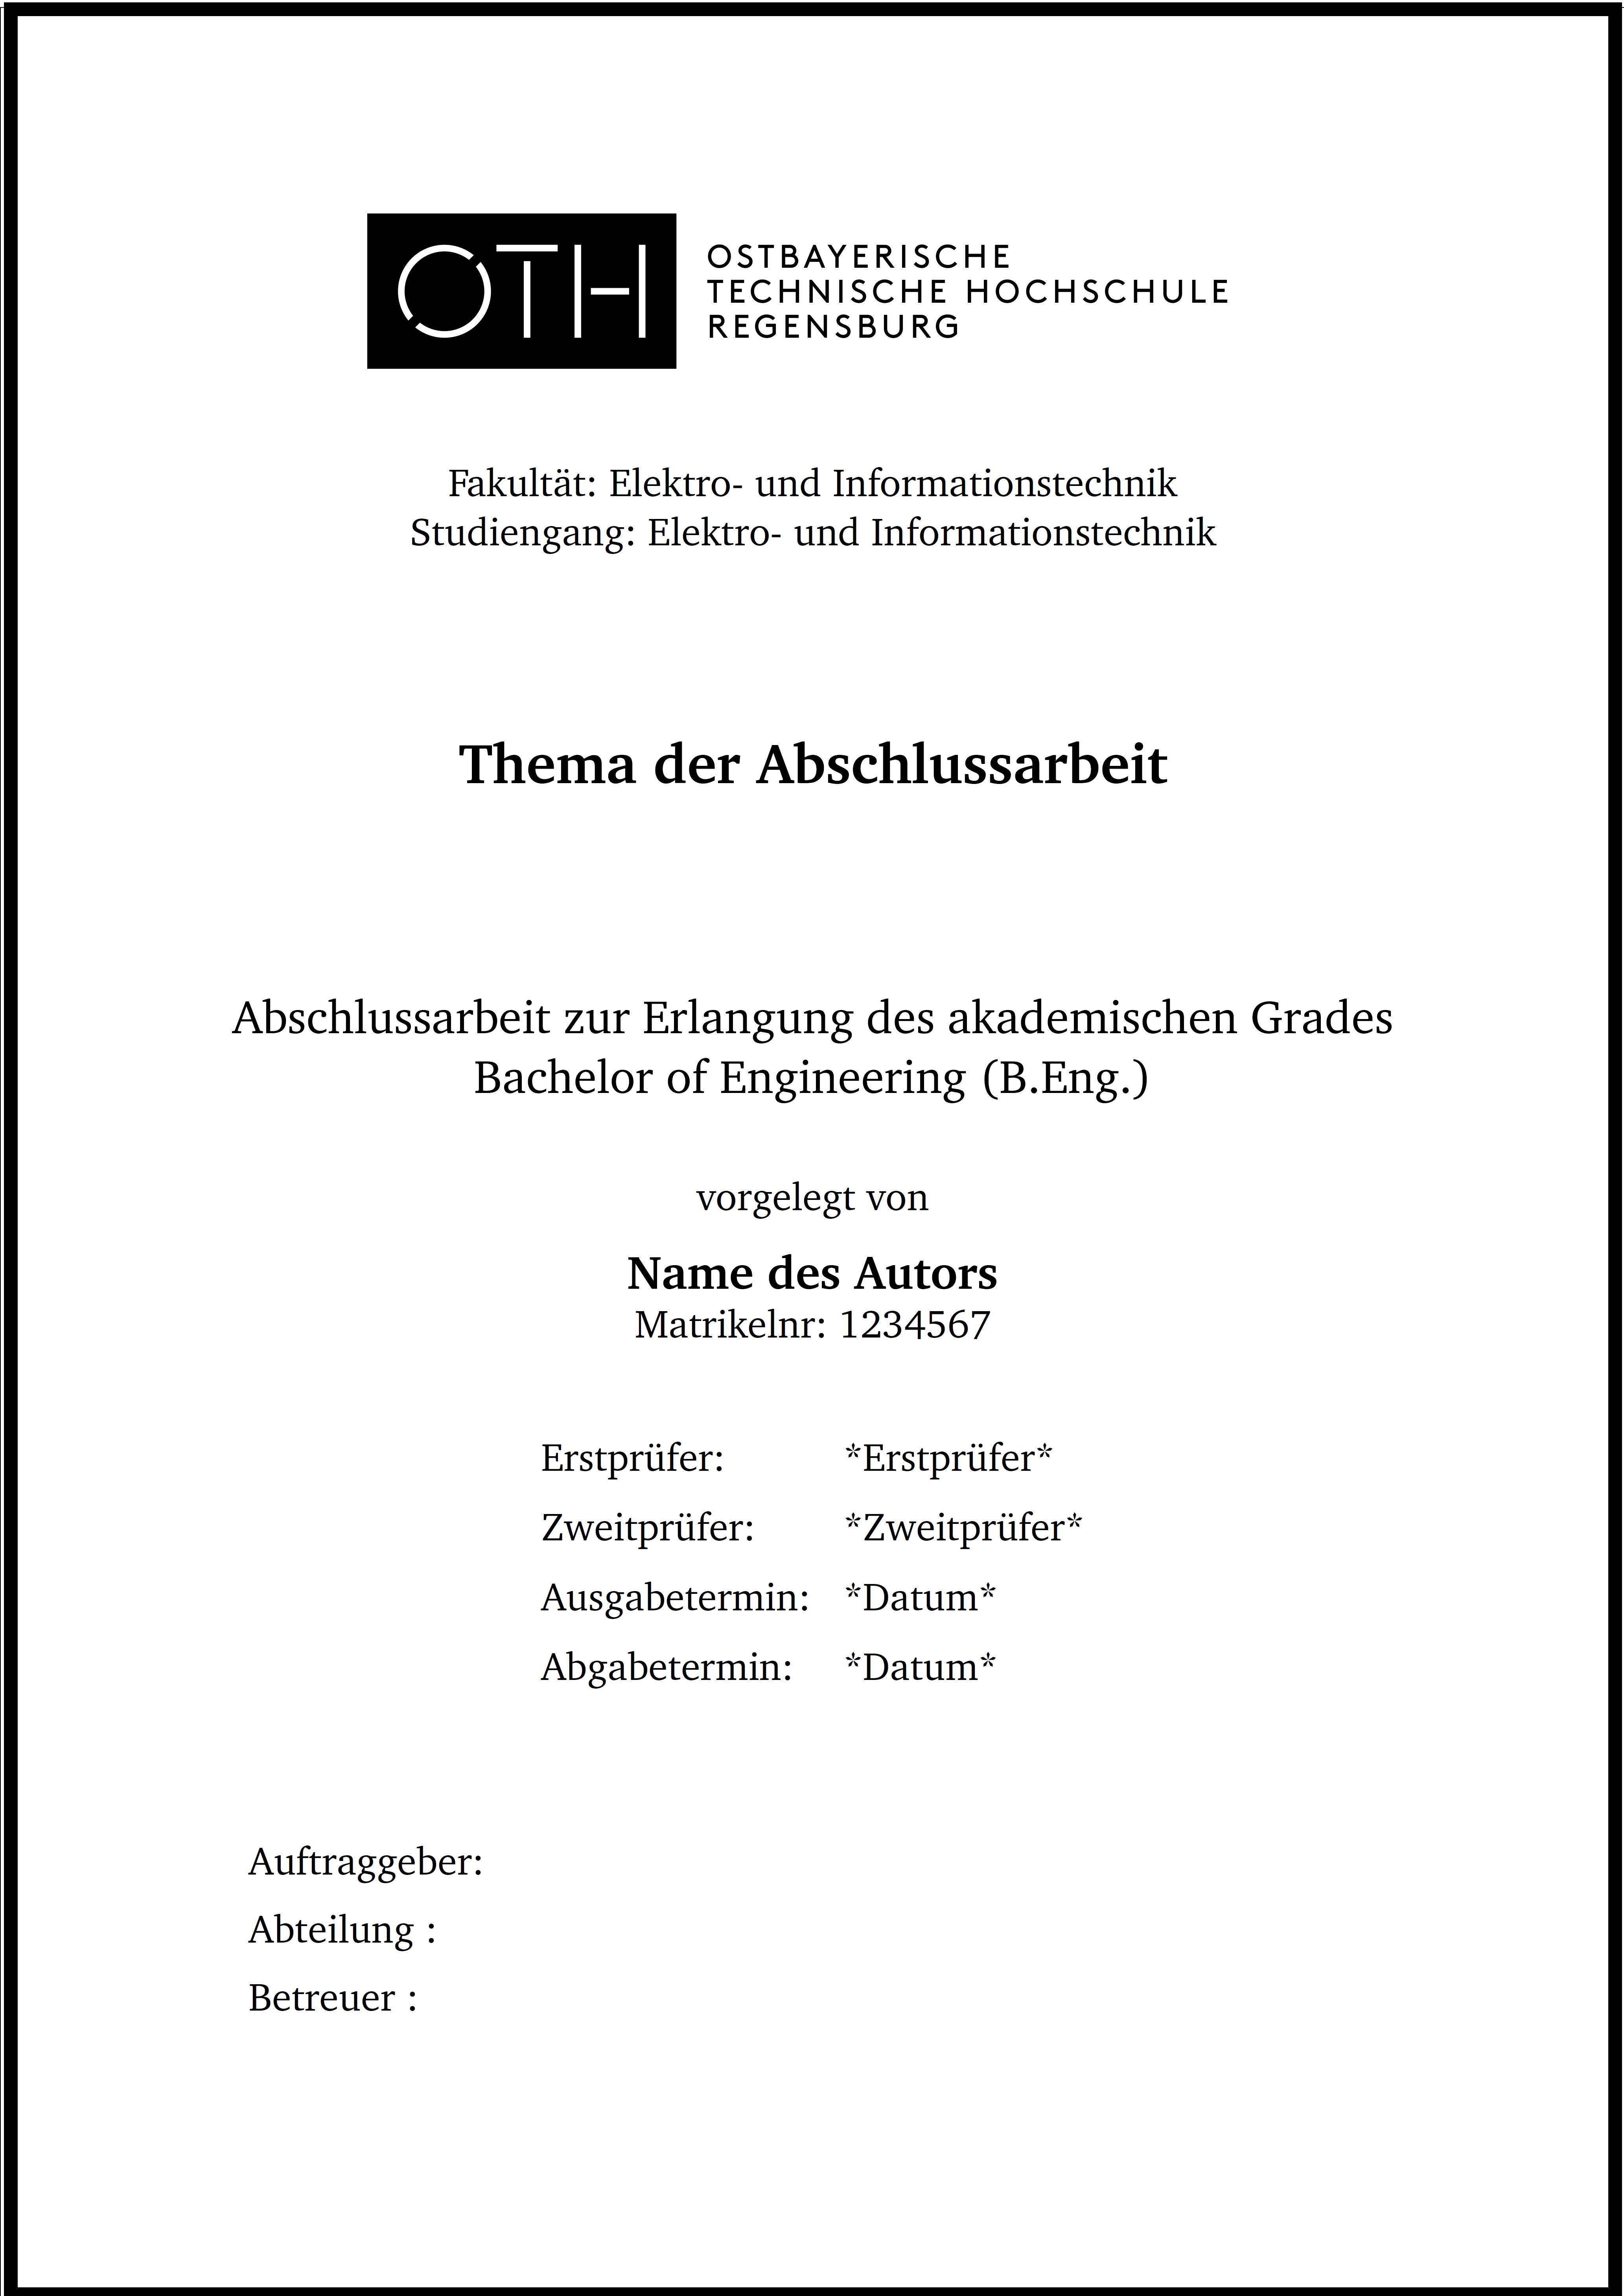 OTH
OSTBAYERISCHE
TECHNISCHE HOCHSCHULE
REGENSBURG
Fakultät: Elektro- und Informationstechnik
Studiengang: Elektro- und Informationstechnik
Thema der Abschlussarbeit
Abschlussarbeit zur Erlangung des akademischen Grades
Bachelor of Engineering (B.Eng.)
vorgelegt von
Name des Autors
Matrikelnr: 1234567
Erstprüfer: *Erstprüfer*
Zweitprüfer: *Zweitprüfer*
Ausgabetermin: *Datum*
Abgabetermin: *Datum*
Auftraggeber:
Abteilung :
Betreuer :